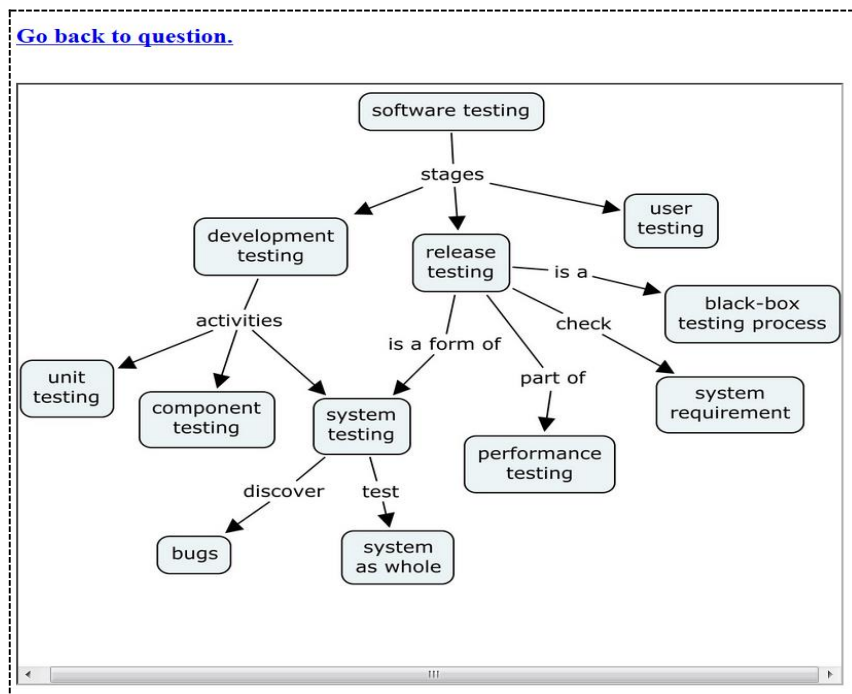 Go back to question.
software testing
stages
user
testing
development
testing
release
testing
is a
black-box
testing process
activities
check
is a form of
unit
testing
part of
system
requirement
component
testing
system
testing
performance
testing
discover
test
bugs
system
as whole